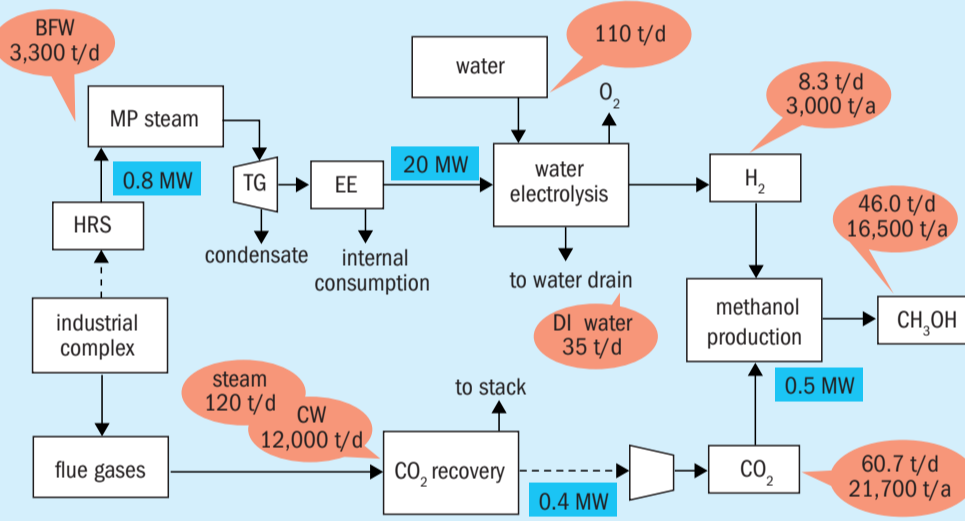 BFW
3,300 t/d
water
110 t/d
O₂
8.3 t/d
3,000 t/a
MP steam
0.8 MW
TG
EE
20 MW
water
electrolysis
H₂
HRS
condensate
internal
consumption
to water drain
46.0 t/d
16,500 t/a
industrial
complex
DI water
35 t/d
methanol
production
CH₃OH
steam
120 t/d
CW
12,000 t/d
to stack
0.5 MW
flue gases
CO₂ recovery
0.4 MW
CO₂
60.7 t/d
21,700 t/a